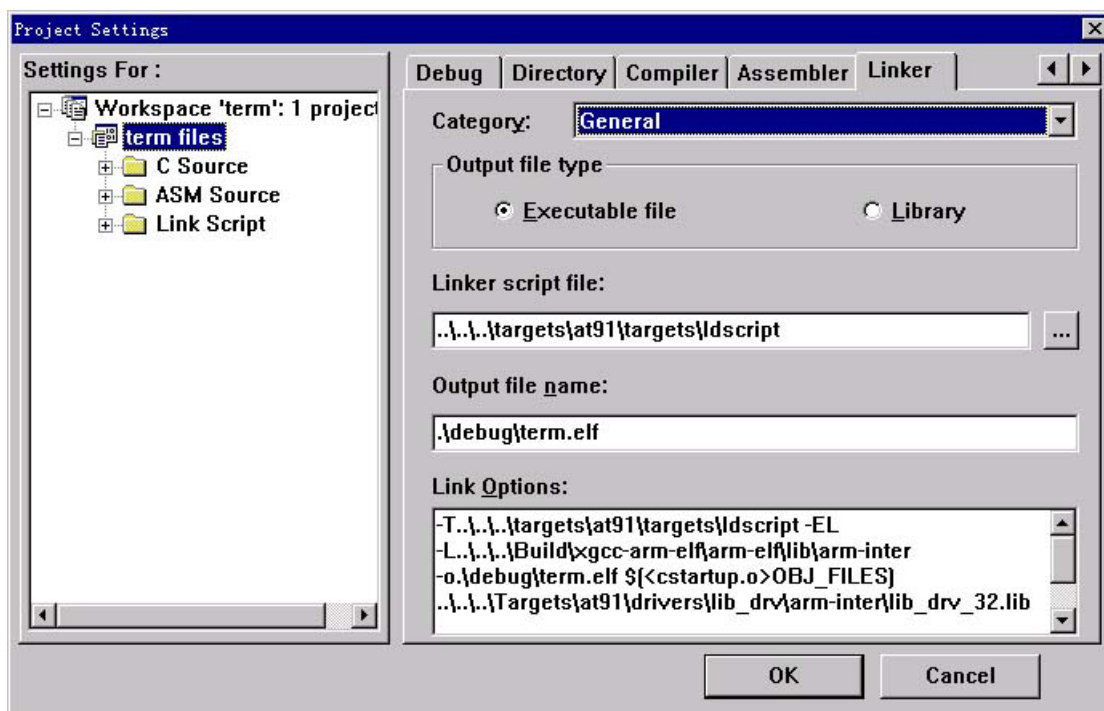 Project Settings
Settings For :
Workspace 'term': 1 project
term files
C Source
ASM Source
Link Script
Debug
Directory
Compiler
Assembler
Linker
Category:
General
Output file type
Executable file
Library
Linker script file:
..\..\..\targets\at91\targets\ldscript
...
Output file name:
.\debug\term.elf
Link Options:
-T..\..\..\targets\at91\targets\ldscript -EL
-L..\..\..\Build\xgcc-arm-elf\arm-elf\lib\arm-inter
-o.\debug\term.elf $(<cstartup.o>OBJ_FILES)
..\..\..\Targets\at91\drivers\lib_drv\arm-inter\lib_drv_32.lib
OK
Cancel